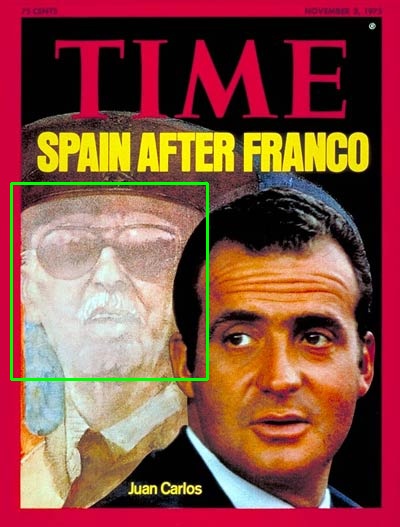 75 CENTS
NOVEMBER 3, 1975
TIME
SPAIN AFTER FRANCO
Juan Carlos